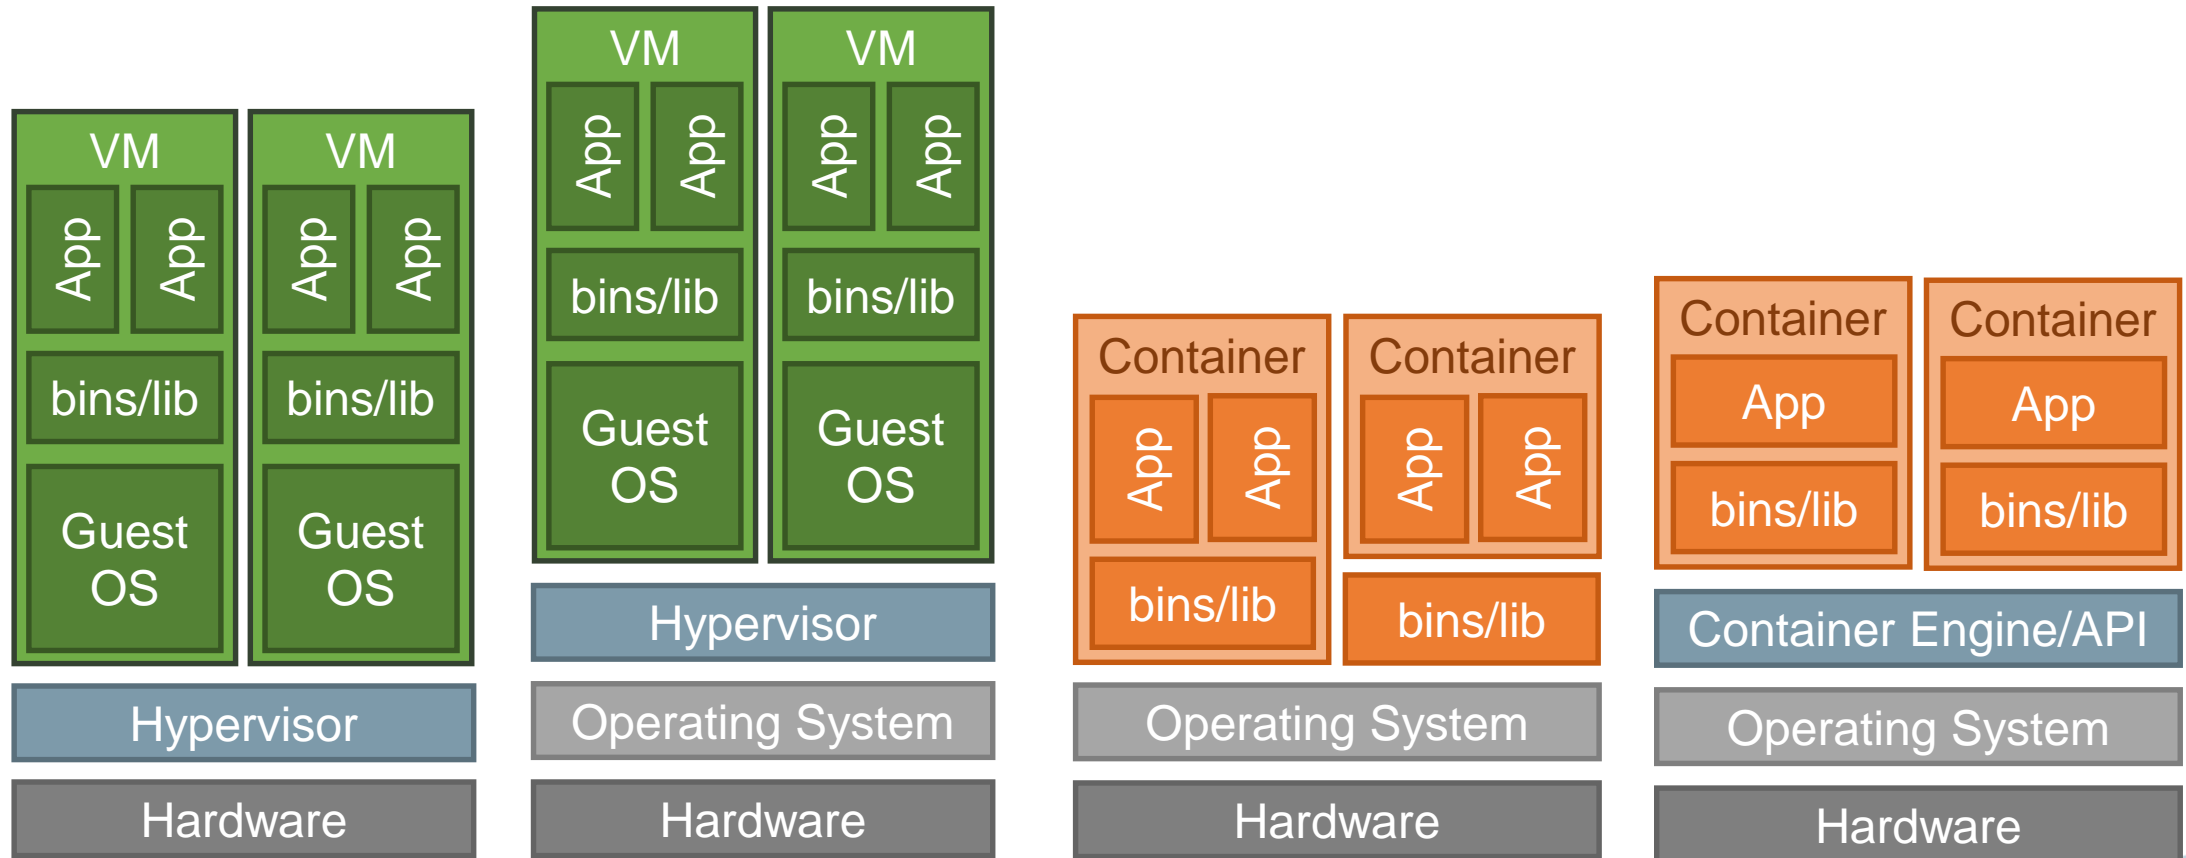 VM
App
App
bins/lib
Guest
OS
VM
App
App
bins/lib
Guest
OS
Hypervisor
Hardware
VM
App
App
bins/lib
Guest
OS
VM
App
App
bins/lib
Guest
OS
Hypervisor
Operating System
Hardware
Container
App
App
bins/lib
Container
App
App
bins/lib
Operating System
Hardware
Container
App
bins/lib
Container
App
bins/lib
Container Engine/API
Operating System
Hardware